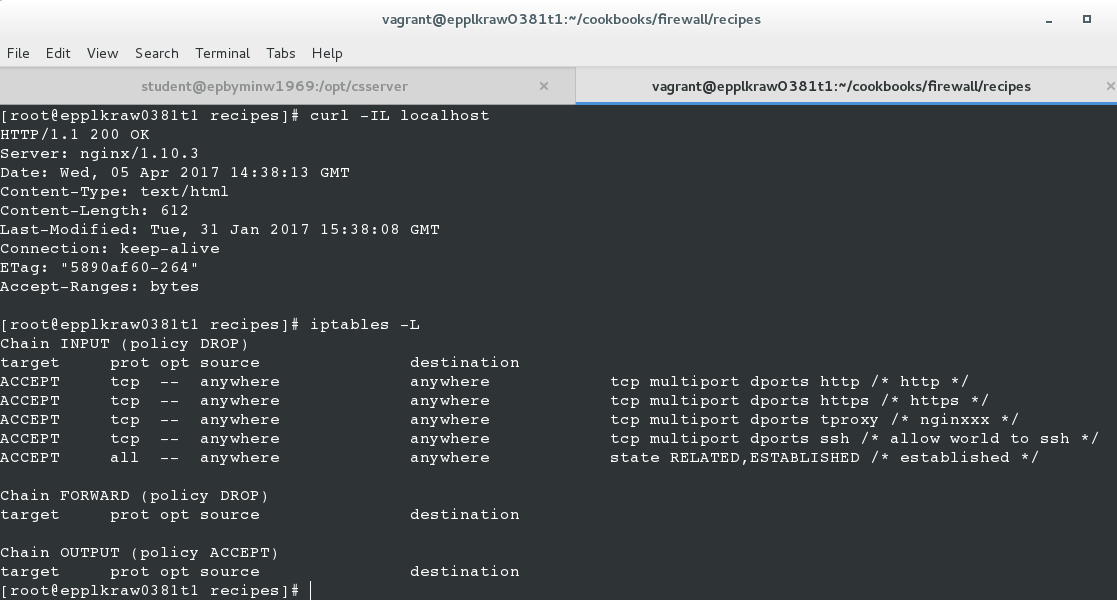 vagrant@epplkraw0381t1:~/cookbooks/firewall/recipes
File Edit View Search Terminal Tabs Help
student@epbyminw1969:/opt/csserver × vagrant@epplkraw0381t1:~/cookbooks/firewall/recipes ×
[root@epplkraw0381t1 recipes]# curl -IL localhost
HTTP/1.1 200 OK
Server: nginx/1.10.3
Date: Wed, 05 Apr 2017 14:38:13 GMT
Content-Type: text/html
Content-Length: 612
Last-Modified: Tue, 31 Jan 2017 15:38:08 GMT
Connection: keep-alive
ETag: "5890af60-264"
Accept-Ranges: bytes
[root@epplkraw0381t1 recipes]# iptables -L
Chain INPUT (policy DROP)
target     prot opt source               destination
ACCEPT     tcp  --  anywhere             anywhere            tcp multiport dports http /* http */
ACCEPT     tcp  --  anywhere             anywhere            tcp multiport dports https /* https */
ACCEPT     tcp  --  anywhere             anywhere            tcp multiport dports tproxy /* nginxxx */
ACCEPT     tcp  --  anywhere             anywhere            tcp multiport dports ssh /* allow world to ssh */
ACCEPT     all  --  anywhere             anywhere            state RELATED,ESTABLISHED /* established */
Chain FORWARD (policy DROP)
target     prot opt source               destination
Chain OUTPUT (policy ACCEPT)
target     prot opt source               destination
[root@epplkraw0381t1 recipes]#